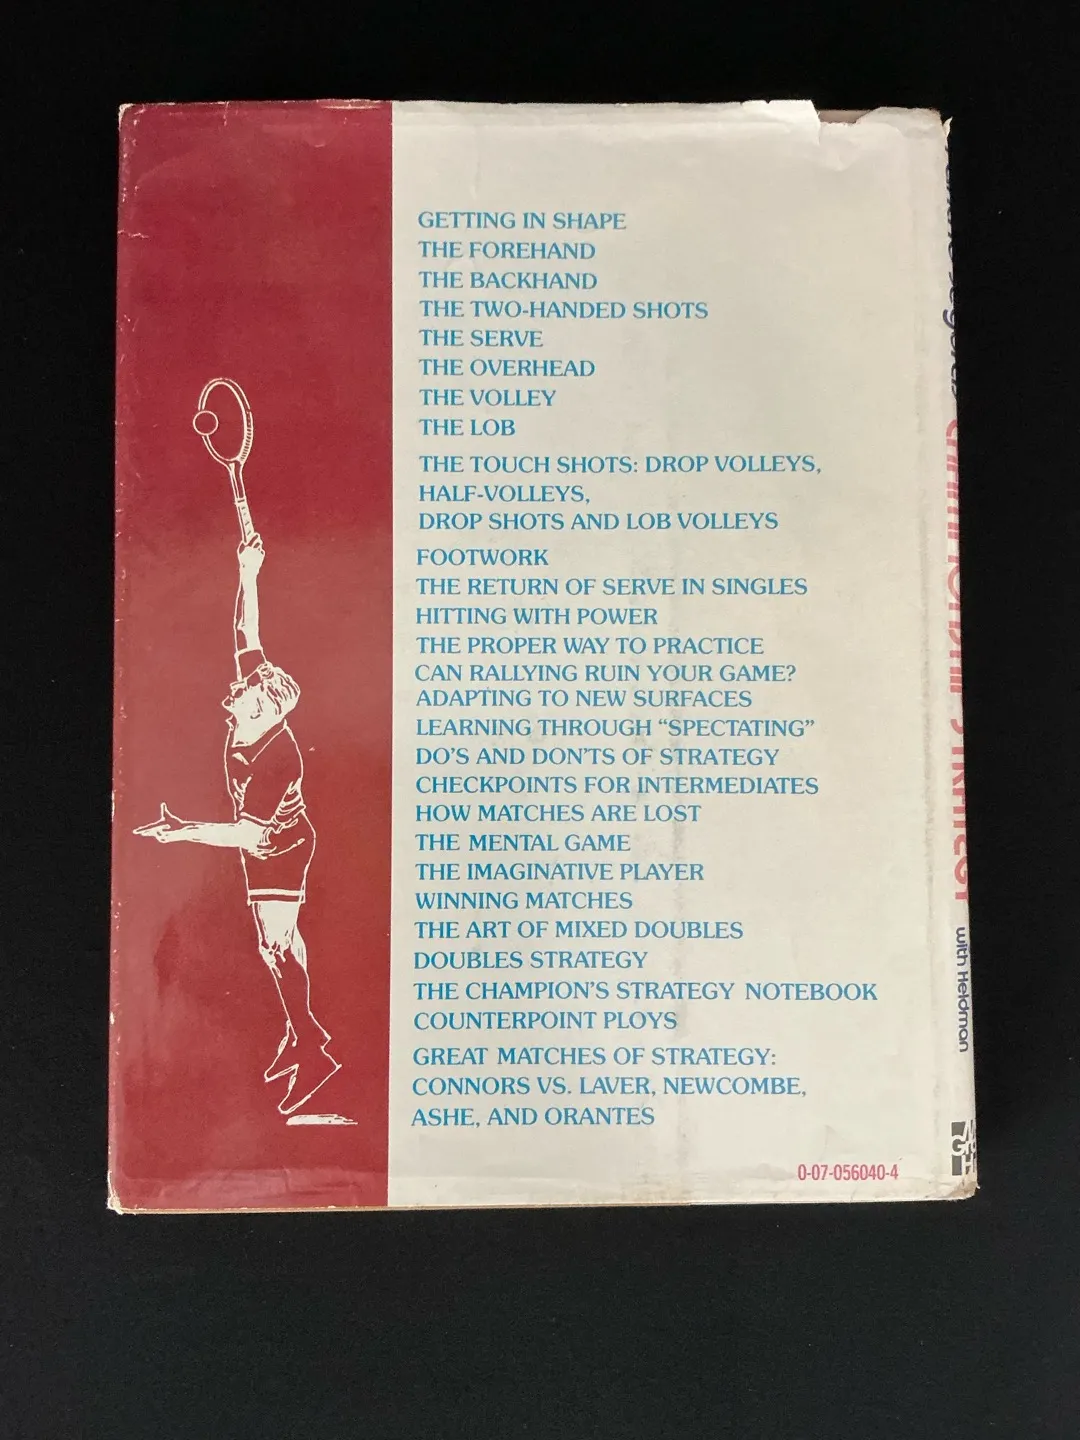 GETTING IN SHAPE
THE FOREHAND
THE BACKHAND
THE TWO-HANDED SHOTS
THE SERVE
THE OVERHEAD
THE VOLLEY
THE LOB
THE TOUCH SHOTS: DROP VOLLEYS,
HALF-VOLLEYS,
DROP SHOTS AND LOB VOLLEYS
FOOTWORK
THE RETURN OF SERVE IN SINGLES
HITTING WITH POWER
THE PROPER WAY TO PRACTICE
CAN RALLYING RUIN YOUR GAME?
ADAPTING TO NEW SURFACES
LEARNING THROUGH “SPECTATING”
DO'S AND DON'TS OF STRATEGY
CHECKPOINTS FOR INTERMEDIATES
HOW MATCHES ARE LOST
THE MENTAL GAME
THE IMAGINATIVE PLAYER
WINNING MATCHES
THE ART OF MIXED DOUBLES
DOUBLES STRATEGY
THE CHAMPION'S STRATEGY NOTEBOOK
COUNTERPOINT PLOYS
GREAT MATCHES OF STRATEGY:
CONNORS VS. LAVER, NEWCOMBE,
ASHE, AND ORANTES
0-07-056040-4
with Heldman